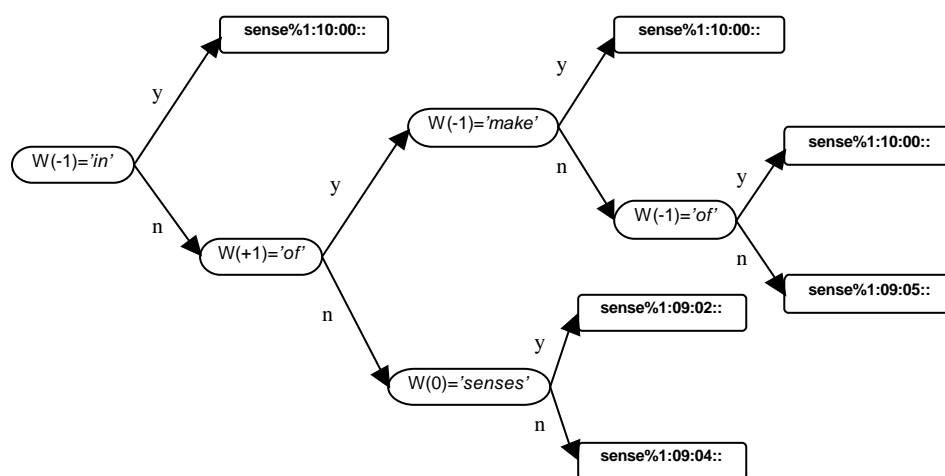 sense%1:10:00::
sense%1:10:00::
y
y
W(-1)='make'
W(-1)='in'
sense%1:10:00::
n
y
y
n
W(-1)='of'
W(+1)='of'
n
sense%1:09:05::
sense%1:09:02::
n
y
W(0)='senses'
n
sense%1:09:04::